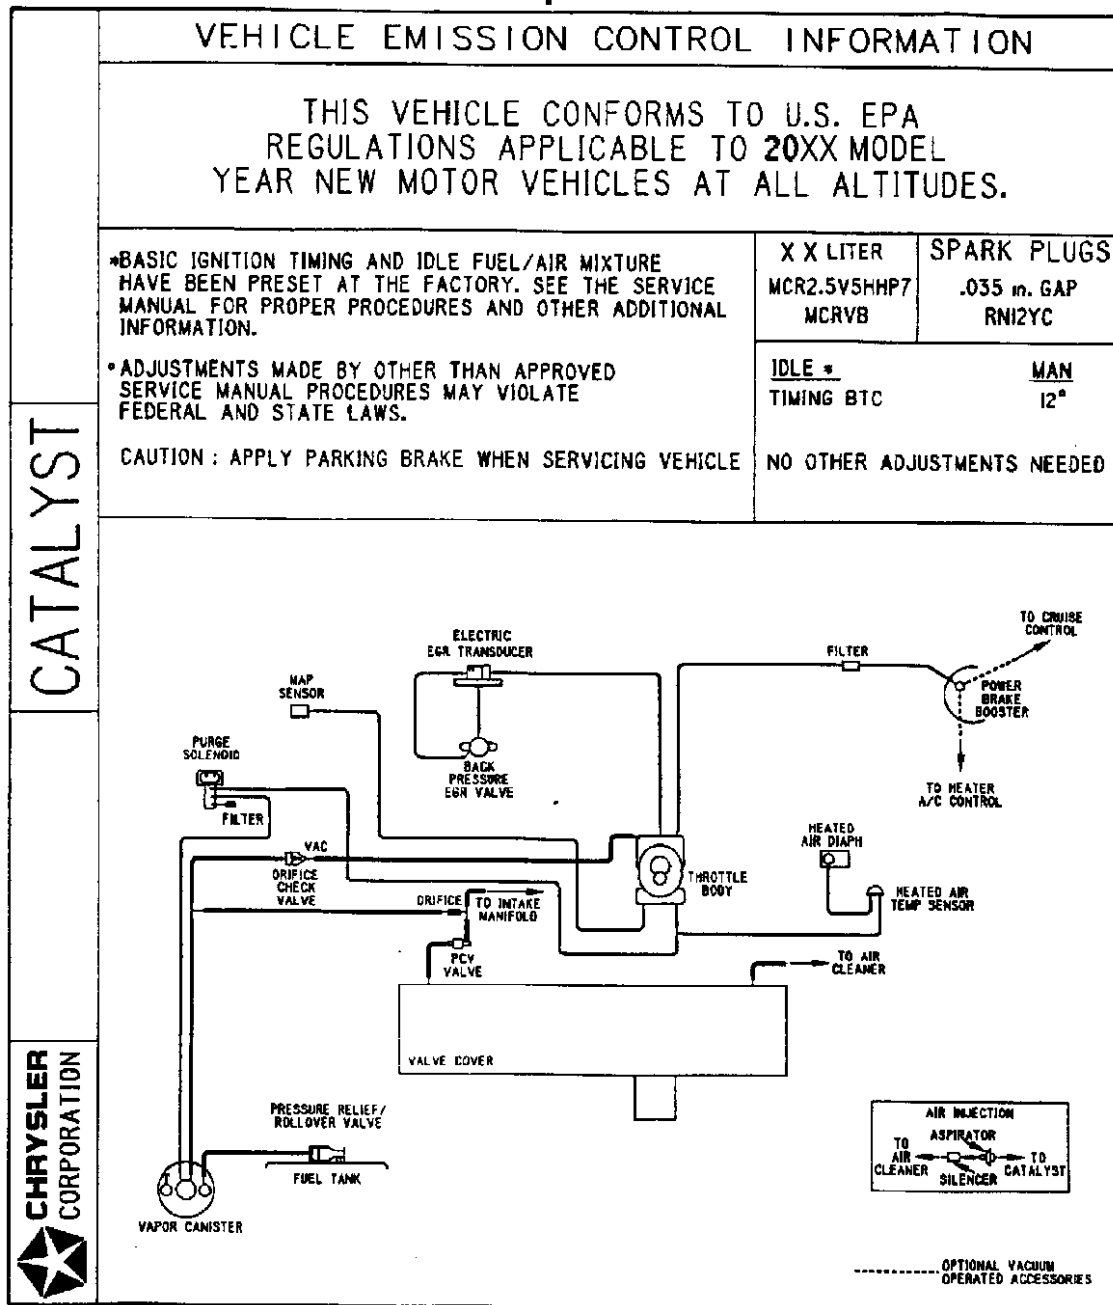 VEHICLE EMISSION CONTROL INFORMATION
THIS VEHICLE CONFORMS TO U.S. EPA
REGULATIONS APPLICABLE TO 20XX MODEL
YEAR NEW MOTOR VEHICLES AT ALL ALTITUDES.
*BASIC IGNITION TIMING AND IDLE FUEL/AIR MIXTURE
HAVE BEEN PRESET AT THE FACTORY. SEE THE SERVICE
MANUAL FOR PROPER PROCEDURES AND OTHER ADDITIONAL
INFORMATION.
•ADJUSTMENTS MADE BY OTHER THAN APPROVED
SERVICE MANUAL PROCEDURES MAY VIOLATE
FEDERAL AND STATE LAWS.
CAUTION : APPLY PARKING BRAKE WHEN SERVICING VEHICLE
X X LITER
MCR2.5V5HHP7
MCRVB
SPARK PLUGS
.035 in. GAP
RN12YC
IDLE *
MAN
TIMING BTC
12°
NO OTHER ADJUSTMENTS NEEDED
CATALYST
CHRYSLER
CORPORATION
ELECTRIC
EGR TRANSDUCER
MAP
SENSOR
PURGE
SOLENOID
FILTER
BACK
PRESSURE
EGR VALVE
FILTER
TO CRUISE
CONTROL
POWER
BRAKE
BOOSTER
TO HEATER
A/C CONTROL
VAC
ORIFICE
CHECK
VALVE
ORIFICE
TO INTAKE
MANIFOLD
PCV
VALVE
THROTTLE
BODY
HEATED
AIR DIAPH
HEATED AIR
TEMP SENSOR
TO AIR
CLEANER
VALVE COVER
PRESSURE RELIEF/
ROLLOVER VALVE
FUEL TANK
VAPOR CANISTER
AIR INJECTION
ASPIRATOR
TO
AIR
CLEANER
SILENCER
TO
CATALYST
OPTIONAL VACUUM
OPERATED ACCESSORIES